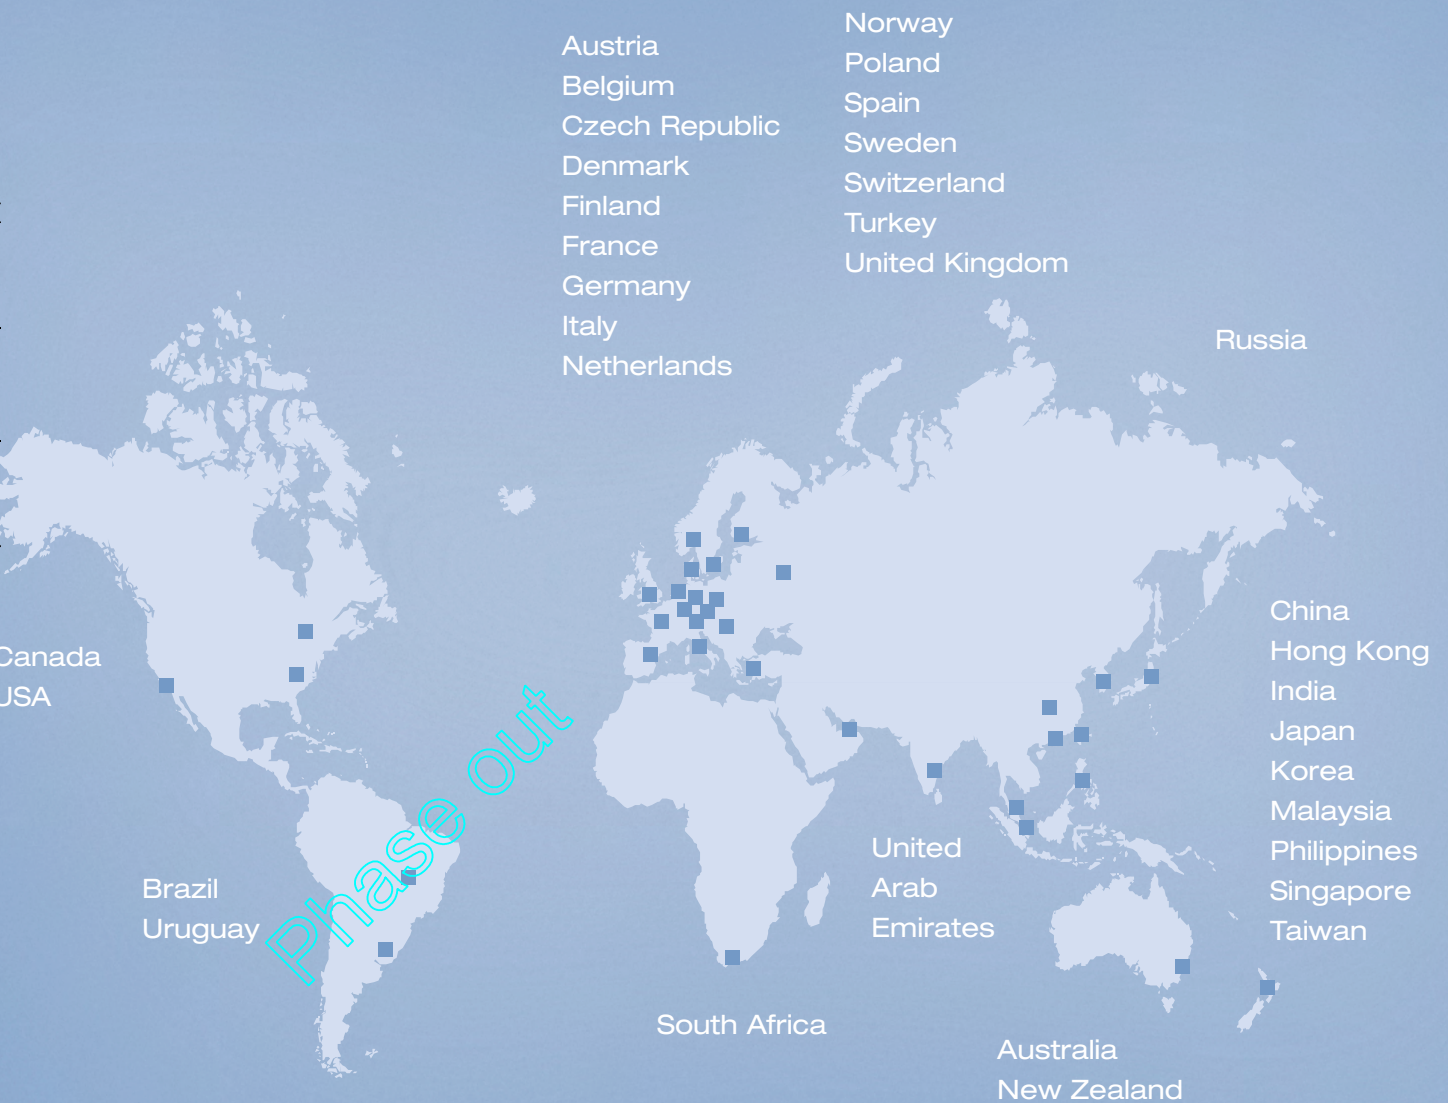 Austria
Belgium
Czech Republic
Denmark
Finland
France
Germany
Italy
Netherlands
Norway
Poland
Spain
Sweden
Switzerland
Turkey
United Kingdom
Russia
Canada
USA
China
Hong Kong
India
Japan
Korea
Malaysia
Philippines
Singapore
Taiwan
Brazil
Uruguay
Phase out
United
Arab
Emirates
South Africa
Australia
New Zealand